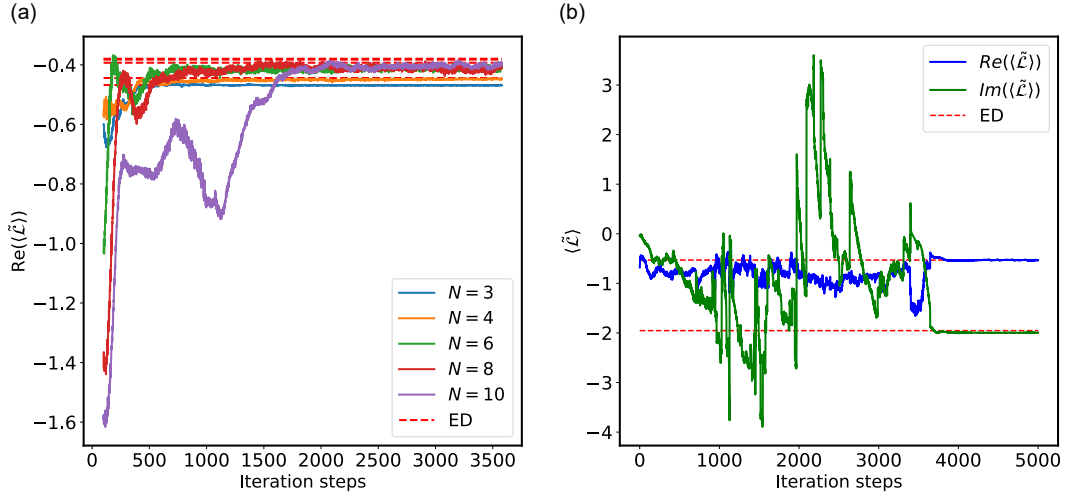 (a)
Re(⟨ℒ̃⟩)
−0.4
−0.6
−0.8
−1.0
−1.2
−1.4
−1.6
0 500 1000 1500 2000 2500 3000 3500
Iteration steps
N = 3
N = 4
N = 6
N = 8
N = 10
ED
(b)
⟨ℒ̃⟩
3
2
1
0
−1
−2
−3
−4
0 1000 2000 3000 4000 5000
Iteration steps
Re(⟨ℒ̃⟩)
Im(⟨ℒ̃⟩)
ED